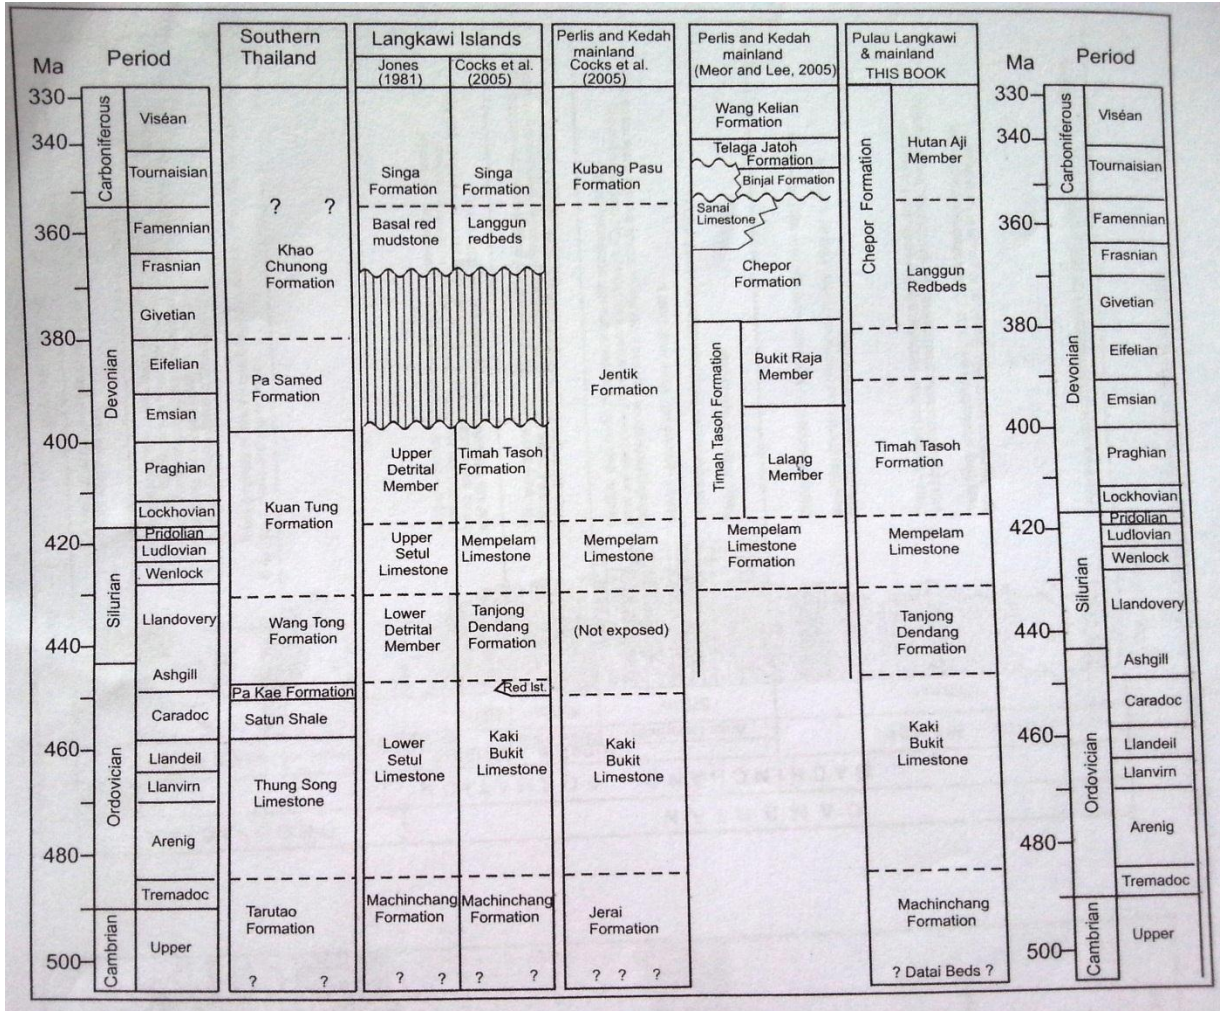 Ma
Period
Southern
Thailand
Langkawi Islands
Jones
(1981)
Cocks et al.
(2005)
Perlis and Kedah
mainland
Cocks et al.
(2005)
Perlis and Kedah
mainland
(Meor and Lee, 2005)
Pulau Langkawi
& mainland
THIS BOOK
Ma
Period
330
340
360
380
400
420
440
460
480
500
Carboniferous
Devonian
Silurian
Ordovician
Cambrian
Viséan
Tournaisian
Famennian
Frasnian
Givetian
Eifelian
Emsian
Praghian
Lockhovian
Pridolian
Ludlovian
Wenlock
Llandovery
Ashgill
Caradoc
Llandeil
Llanvirn
Arenig
Tremadoc
Upper
? ?
Khao
Chunong
Formation
Pa Samed
Formation
Kuan Tung
Formation
Wang Tong
Formation
Pa Kae Formation
Satun Shale
Thung Song
Limestone
Tarutao
Formation
? ?
Singa
Formation
Basal red
mudstone
Upper
Detrital
Member
Upper
Setul
Limestone
Lower
Detrital
Member
Lower
Setul
Limestone
Machinchang
Formation
? ?
Singa
Formation
Langgun
redbeds
Timah Tasoh
Formation
Mempelam
Limestone
Tanjong
Dendang
Formation
Red lst.
Kaki
Bukit
Limestone
Machinchang
Formation
? ?
Kubang Pasu
Formation
Jentik
Formation
Mempelam
Limestone
(Not exposed)
Kaki
Bukit
Limestone
Jerai
Formation
? ? ?
Wang Kelian
Formation
Telaga Jatoh
Formation
Binjal Formation
Sanal
Limestone
Chepor
Formation
Timah Tasoh Formation
Bukit Raja
Member
Lalang
Member
Mempelam
Limestone
Formation
Chepor Formation
Hutan Aji
Member
Langgun
Redbeds
Timah Tasoh
Formation
Mempelam
Limestone
Tanjong
Dendang
Formation
Kaki
Bukit
Limestone
Machinchang
Formation
? Datai Beds ?
330
340
360
380
400
420
440
460
480
500
Carboniferous
Devonian
Silurian
Ordovician
Cambrian
Viséan
Tournaisian
Famennian
Frasnian
Givetian
Eifelian
Emsian
Praghian
Lockhovian
Pridolian
Ludlovian
Wenlock
Llandovery
Ashgill
Caradoc
Llandeil
Llanvirn
Arenig
Tremadoc
Upper